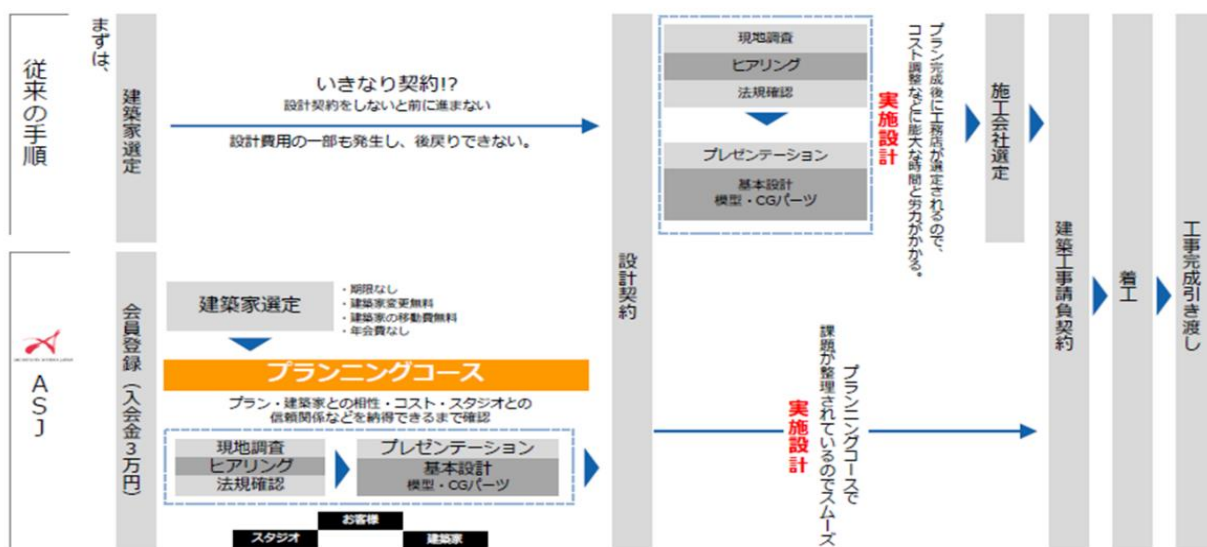 従来の手順
まずは、
建築家選定
いきなり契約!?
設計契約をしないと前に進まない
設計費用の一部も発生し、後戻りできない。
設計契約
現地調査
ヒアリング
法規確認
プレゼンテーション
基本設計
模型・CGパーツ
実施設計
プラン完成後に工務店が選定されるので、
コスト調整などに膨大な時間と労力がかかる。
施工会社選定
建築工事請負契約
着工
工事完成引き渡し
ASJ
会員登録(入会金3万円)
建築家選定
・期限なし
・建築家変更無料
・建築家の移動費無料
・年会費なし
プランニングコース
プラン・建築家との相性・コスト・スタジオとの
信頼関係などを納得できるまで確認
現地調査
ヒアリング
法規確認
プレゼンテーション
基本設計
模型・CGパーツ
お客様
スタジオ
建築家
実施設計
プランニングコースで
課題が整理されているのでスムーズ